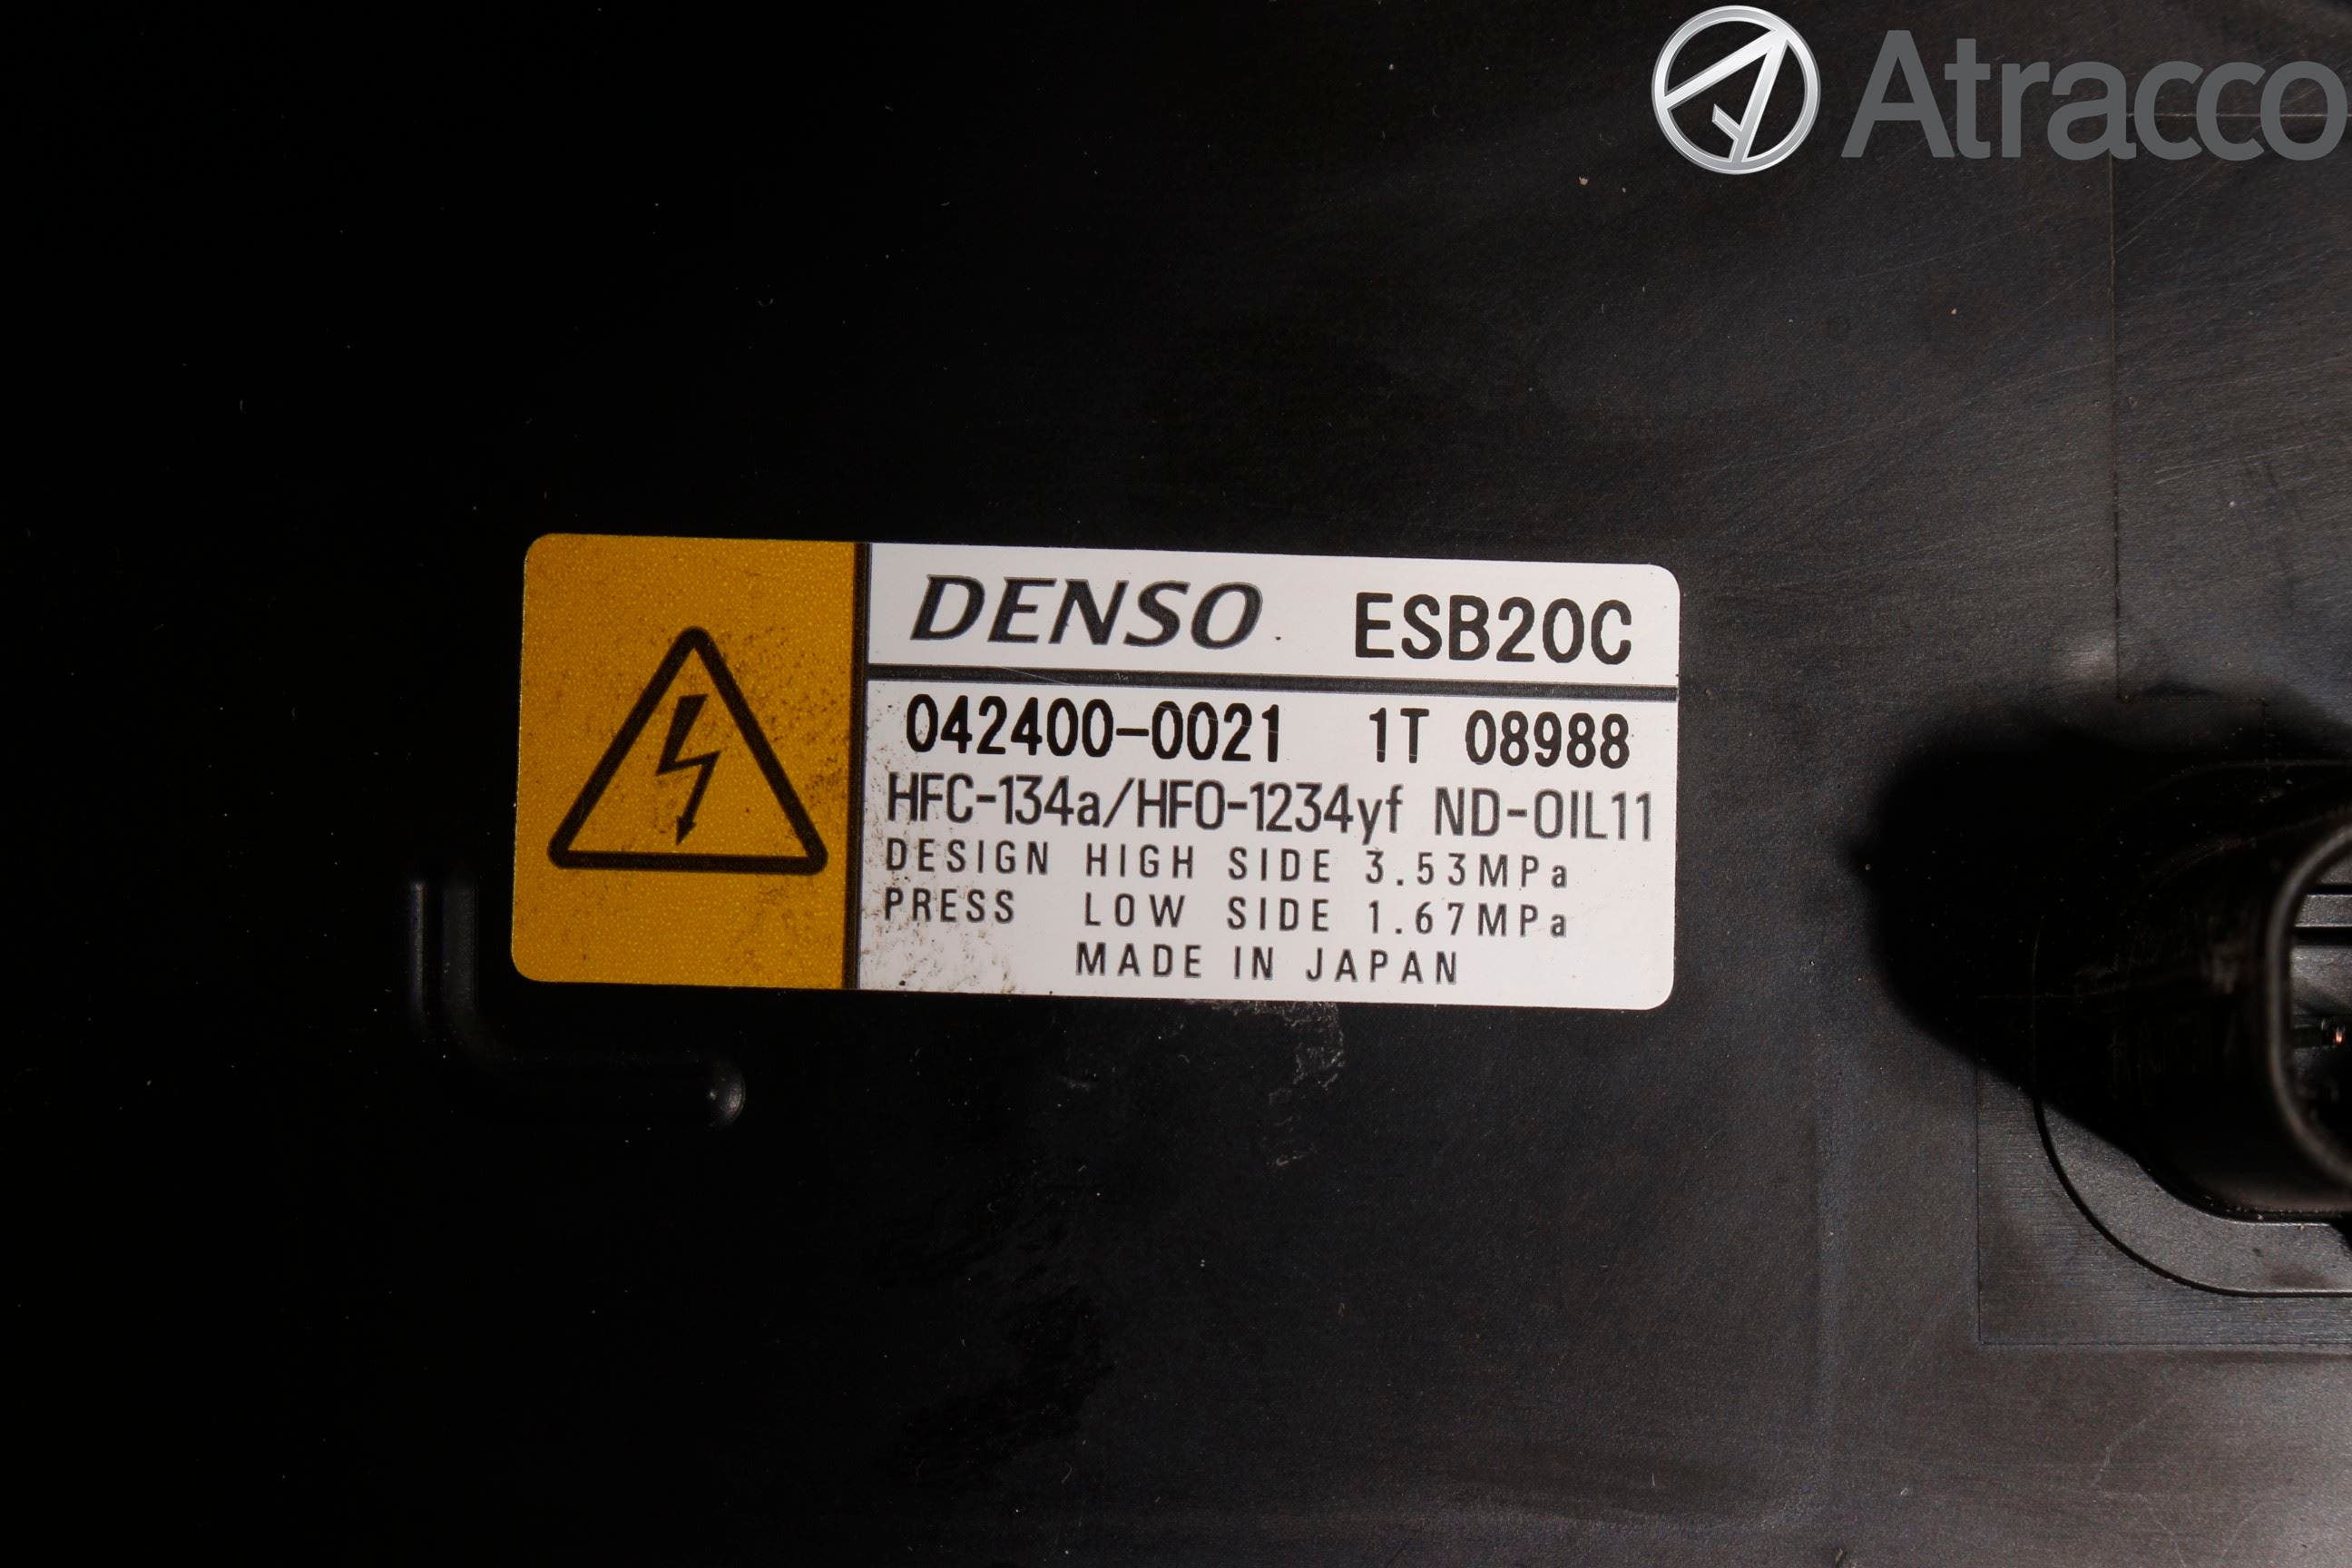 Atracco
DENSO ESB20C
042400-0021 1T 08988
HFC-134a/HFO-1234yf ND-OIL11
DESIGN HIGH SIDE 3.53MPa
PRESS LOW SIDE 1.67MPa
MADE IN JAPAN